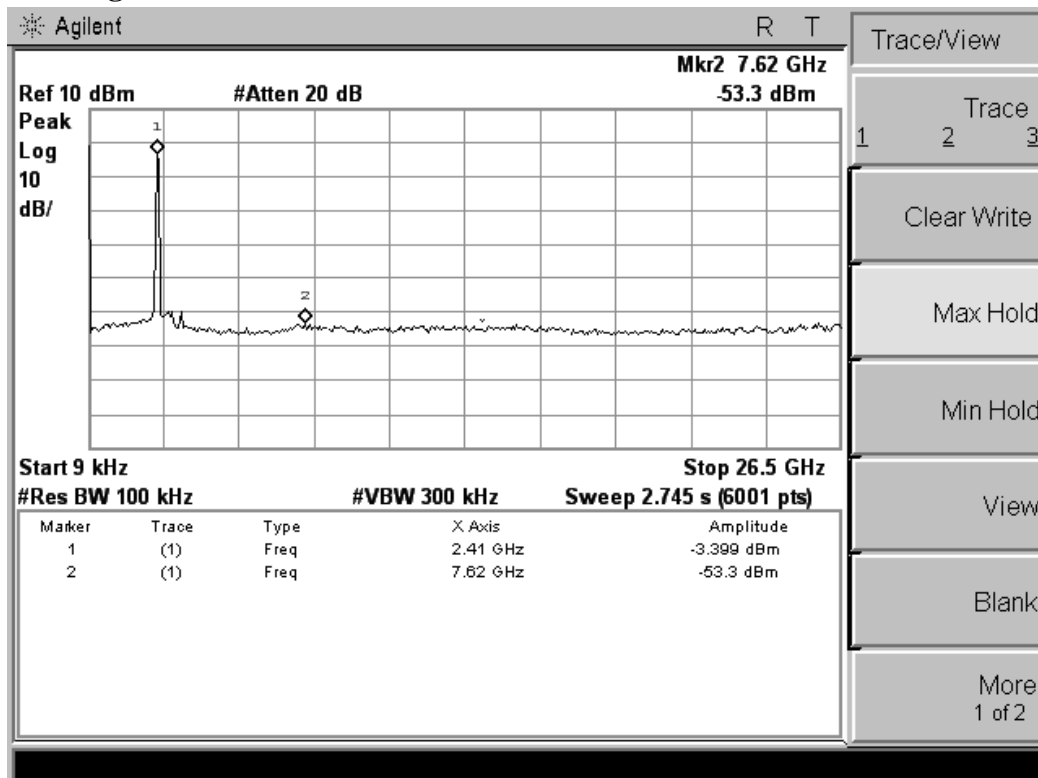 Agilent R T
Trace/View
Mkr2 7.62 GHz
Ref 10 dBm #Atten 20 dB -53.3 dBm
Peak
Log
10
dB/
1
2
Start 9 kHz Stop 26.5 GHz
#Res BW 100 kHz #VBW 300 kHz Sweep 2.745 s (6001 pts)
Marker Trace Type X Axis Amplitude
1 (1) Freq 2.41 GHz -3.399 dBm
2 (1) Freq 7.62 GHz -53.3 dBm
Trace
1 2 3
Clear Write
Max Hold
Min Hold
View
Blank
More
1 of 2